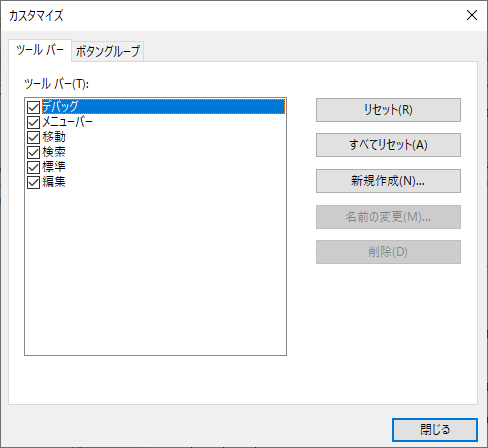 カスタマイズ
ツール バー
ボタングループ
ツール バー(T):
デバッグ
メニューバー
移動
検索
標準
編集
リセット(R)
すべてリセット(A)
新規作成(N)...
名前の変更(M)...
削除(D)
閉じる